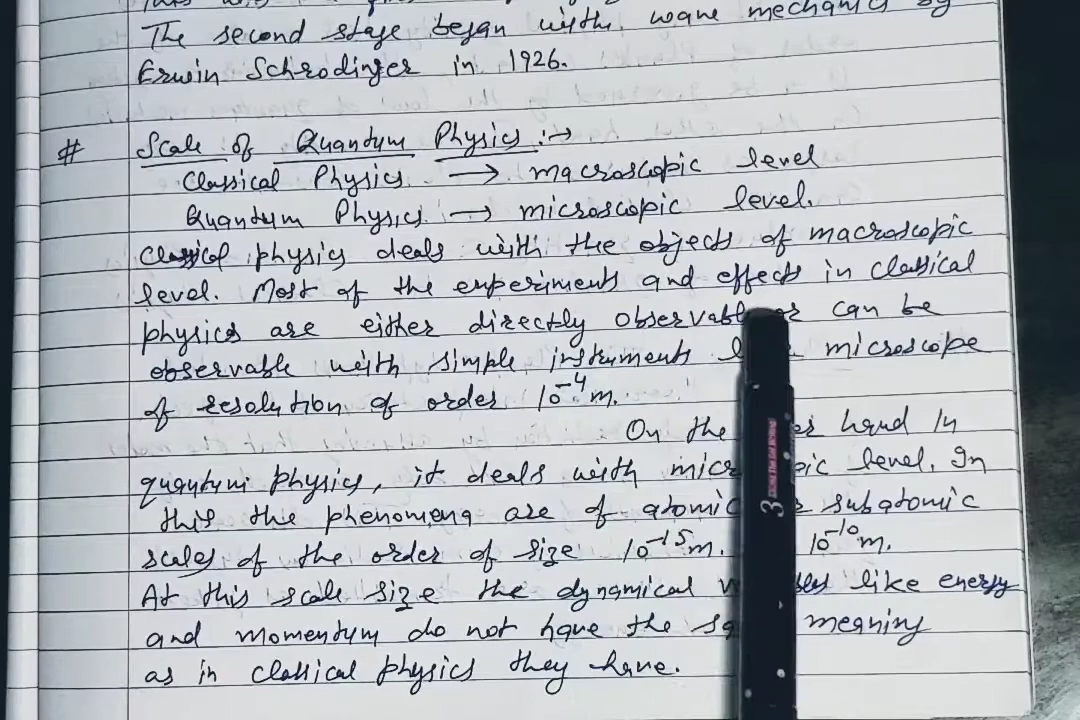 The second stage began with wave mechanics by
Erwin Schrodinger in 1926.
# Scale of Quantum Physics :→
Classical Physics → macroscopic level
Quantum Physics → microscopic level.
Classical physics deals with the objects of macroscopic
level. Most of the experiments and effects in classical
physics are either directly observable or can be
observable with simple instruments microscope
of resolution of order 10⁻⁴ m.
On the hand In
quantum physics, it deals with level. In
this the phenomena are of atomic subatomic
scales of the order of size 10⁻¹⁵ m. 10⁻¹⁰ m.
At this scale size the dynamical like energy
and momentum do not have the meaning
as in classical physics they have.
3